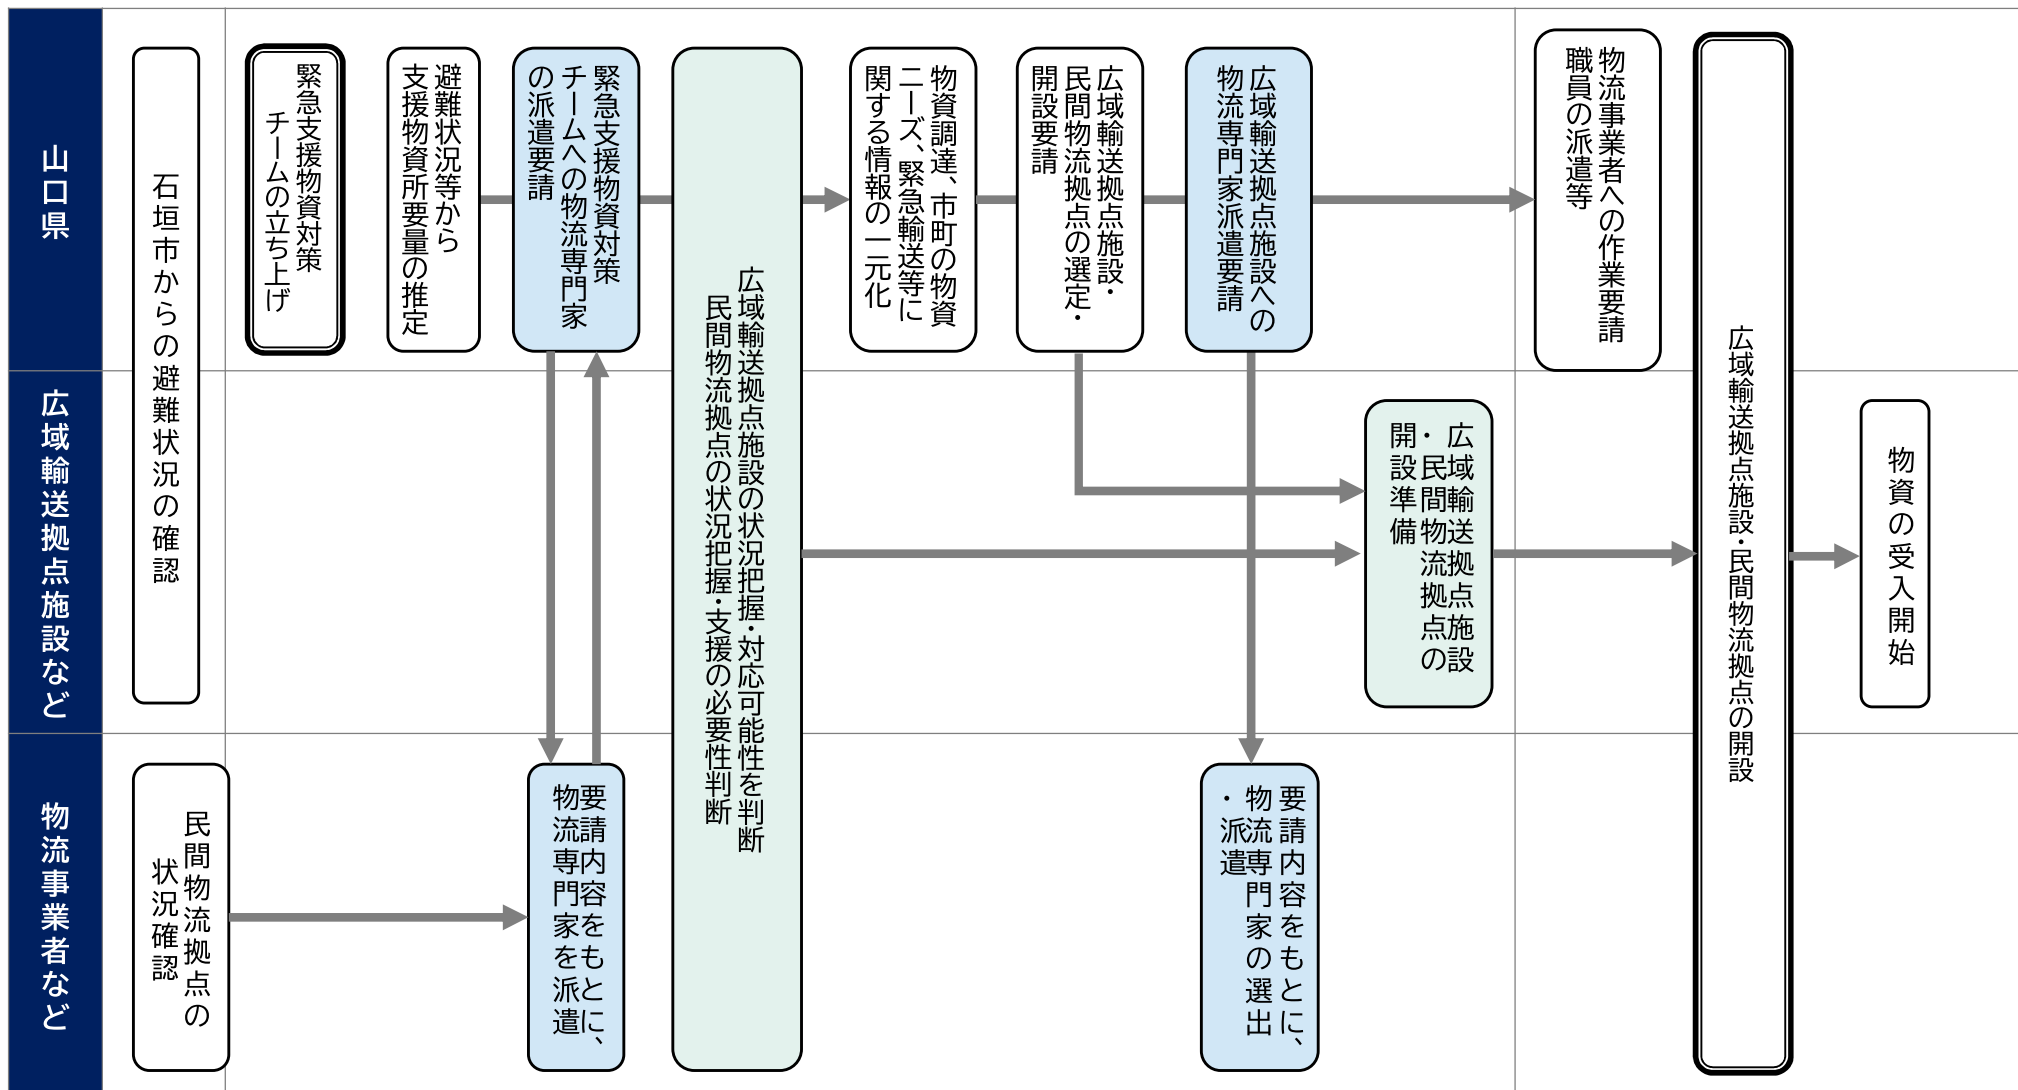 山口県
広域輸送拠点施設など
物流事業者など
石垣市からの避難状況の確認
緊急支援物資対策
チームの立ち上げ
避難状況等から
支援物資所要量の推定
緊急支援物資対策
チームへの物流専門家
の派遣要請
広域輸送拠点施設の状況把握・対応可能性を判断
民間物流拠点の状況把握・支援の必要性判断
物資調達、市町の物資
ニーズ、緊急輸送等に
関する情報の一元化
広域輸送拠点施設・
民間物流拠点の選定・
開設要請
広域輸送拠点施設への
物流専門家派遣要請
物流事業者への作業要請
職員の派遣等
広域輸送拠点施設・民間物流拠点の開設
広域輸送拠点施設
・民間物流拠点の
開設準備
物資の受入開始
民間物流拠点の
状況確認
要請内容をもとに、
物流専門家を派遣
要請内容をもとに、
物流専門家の選出
・派遣